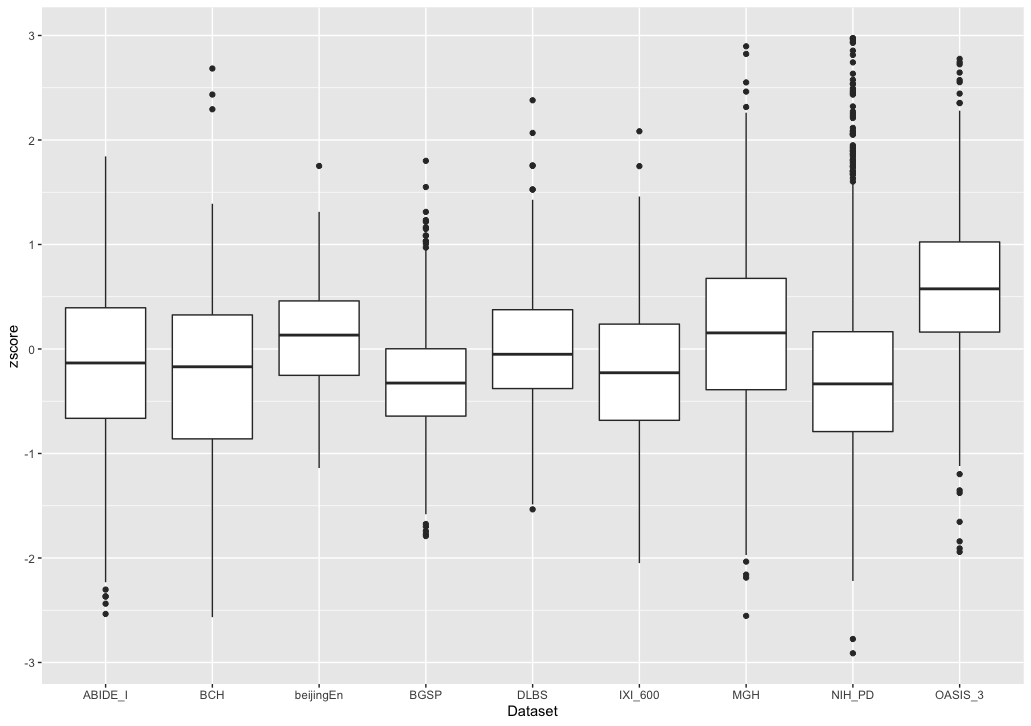 zscore
3
2
1
0
-1
-2
-3
ABIDE_I BCH beijingEn BGSP DLBS IXI_600 MGH NIH_PD OASIS_3
Dataset